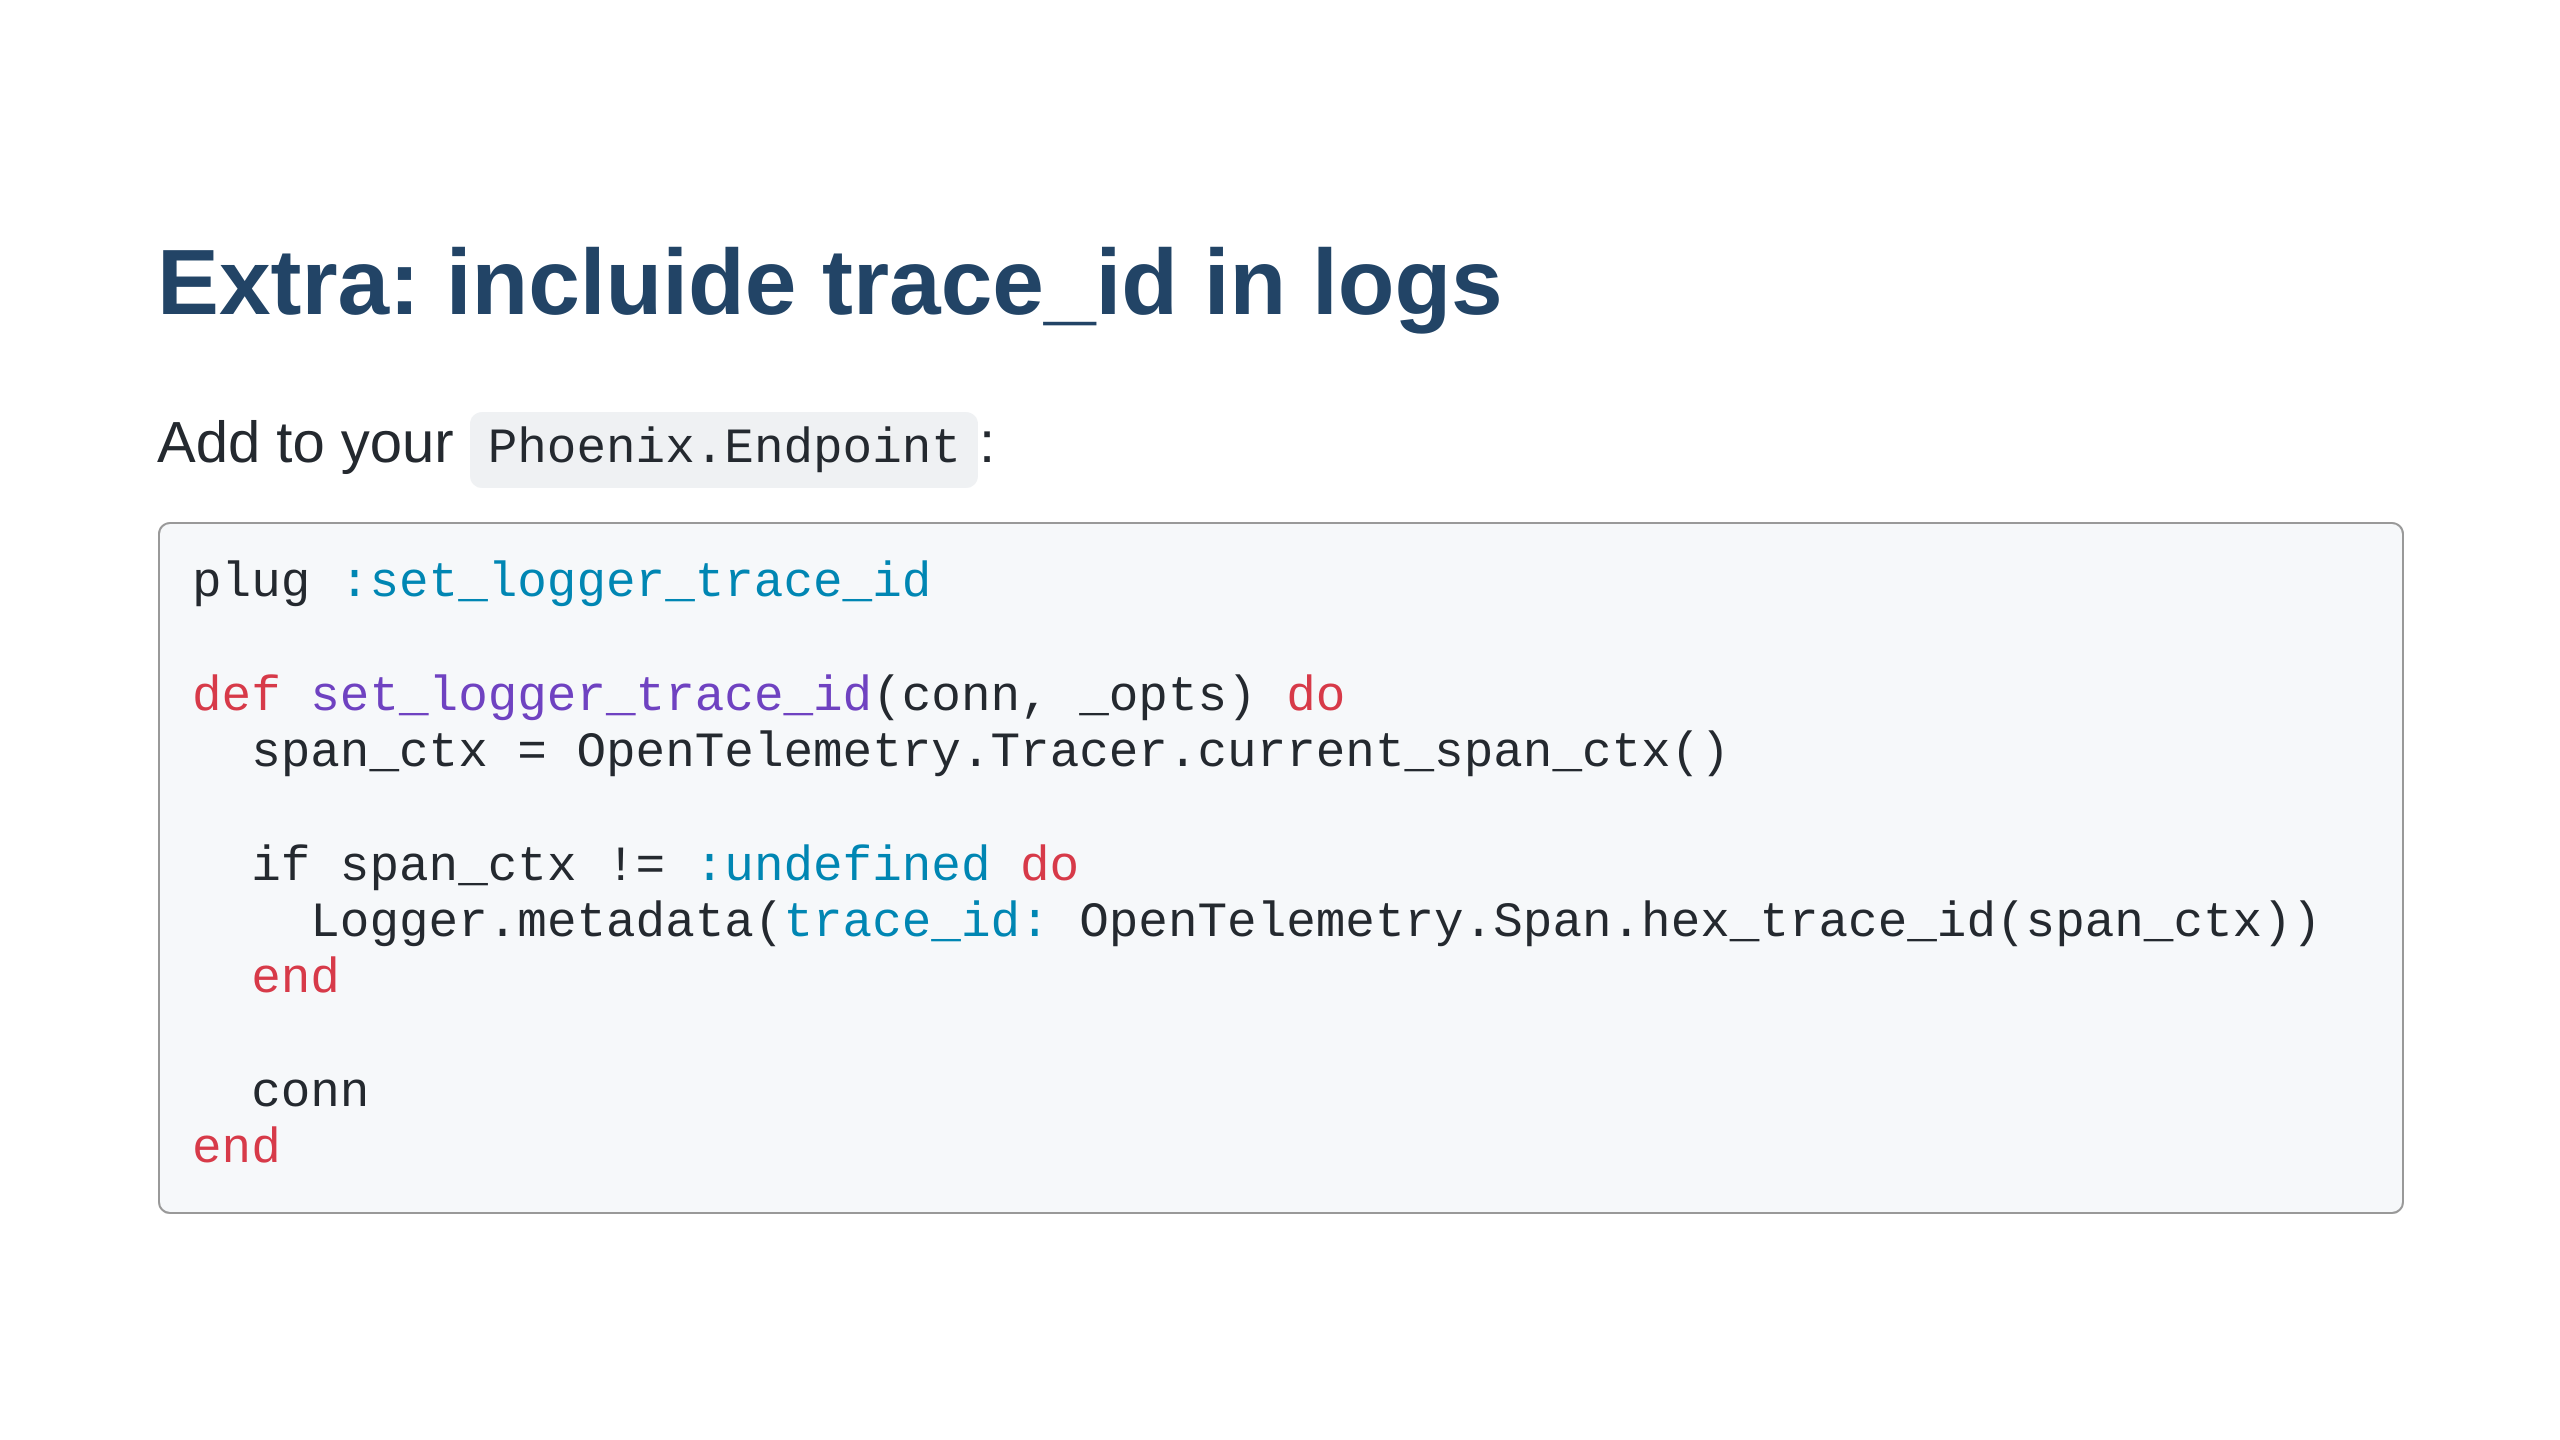 Extra: incluide trace_id in logs
Add to your Phoenix.Endpoint:
plug :set_logger_trace_id
def set_logger_trace_id(conn, _opts) do
  span_ctx = OpenTelemetry.Tracer.current_span_ctx()
  if span_ctx != :undefined do
    Logger.metadata(trace_id: OpenTelemetry.Span.hex_trace_id(span_ctx))
  end
  conn
end